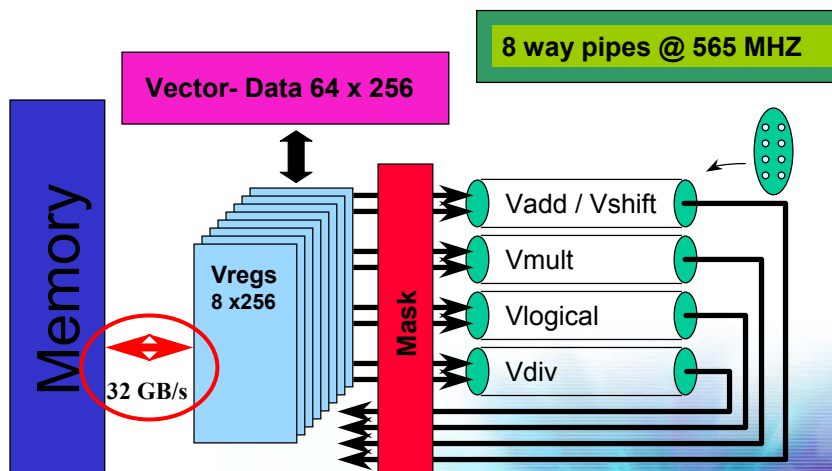 8 way pipes @ 565 MHZ
Vector- Data 64 x 256
Memory
32 GB/s
Vregs
8 x256
Mask
Vadd / Vshift
Vmult
Vlogical
Vdiv